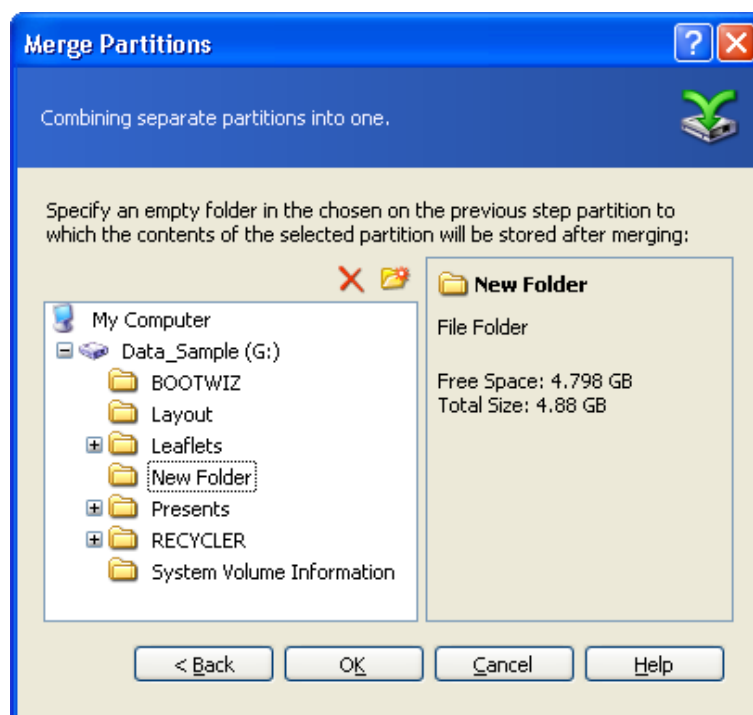 Merge Partitions
Combining separate partitions into one.
Specify an empty folder in the chosen on the previous step partition to
which the contents of the selected partition will be stored after merging:
My Computer
Data_Sample (G:)
BOOTWIZ
Layout
Leaflets
New Folder
Presents
RECYCLER
System Volume Information
New Folder
File Folder
Free Space: 4.798 GB
Total Size: 4.88 GB
< Back
OK
Cancel
Help